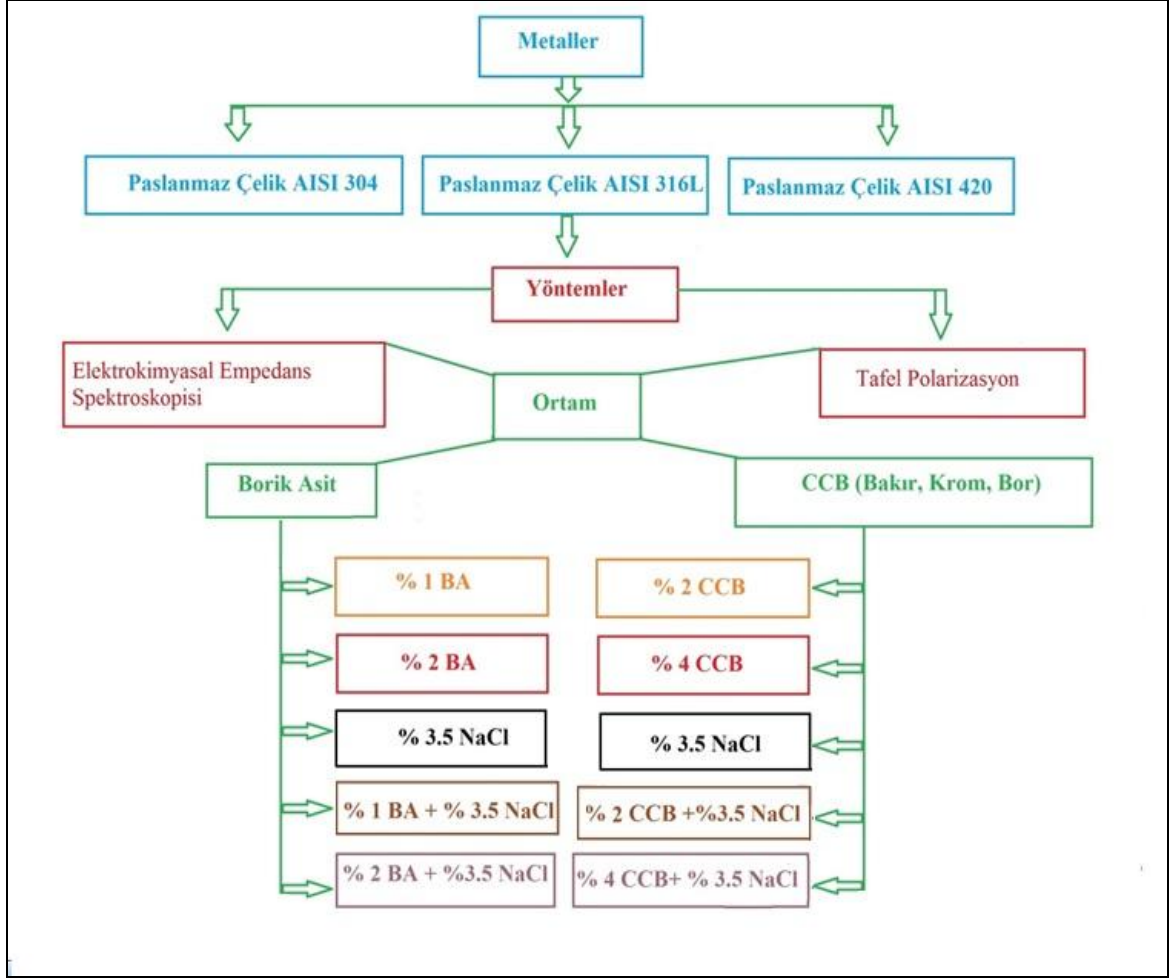 Metaller
Paslanmaz Çelik AISI 304
Paslanmaz Çelik AISI 316L
Paslanmaz Çelik AISI 420
Yöntemler
Elektrokimyasal Empedans
Spektroskopisi
Tafel Polarizasyon
Ortam
Borik Asit
CCB (Bakır, Krom, Bor)
% 1 BA
% 2 CCB
% 2 BA
% 4 CCB
% 3.5 NaCl
% 3.5 NaCl
% 1 BA + % 3.5 NaCl
% 2 CCB +%3.5 NaCl
% 2 BA + %3.5 NaCl
% 4 CCB+ % 3.5 NaCl